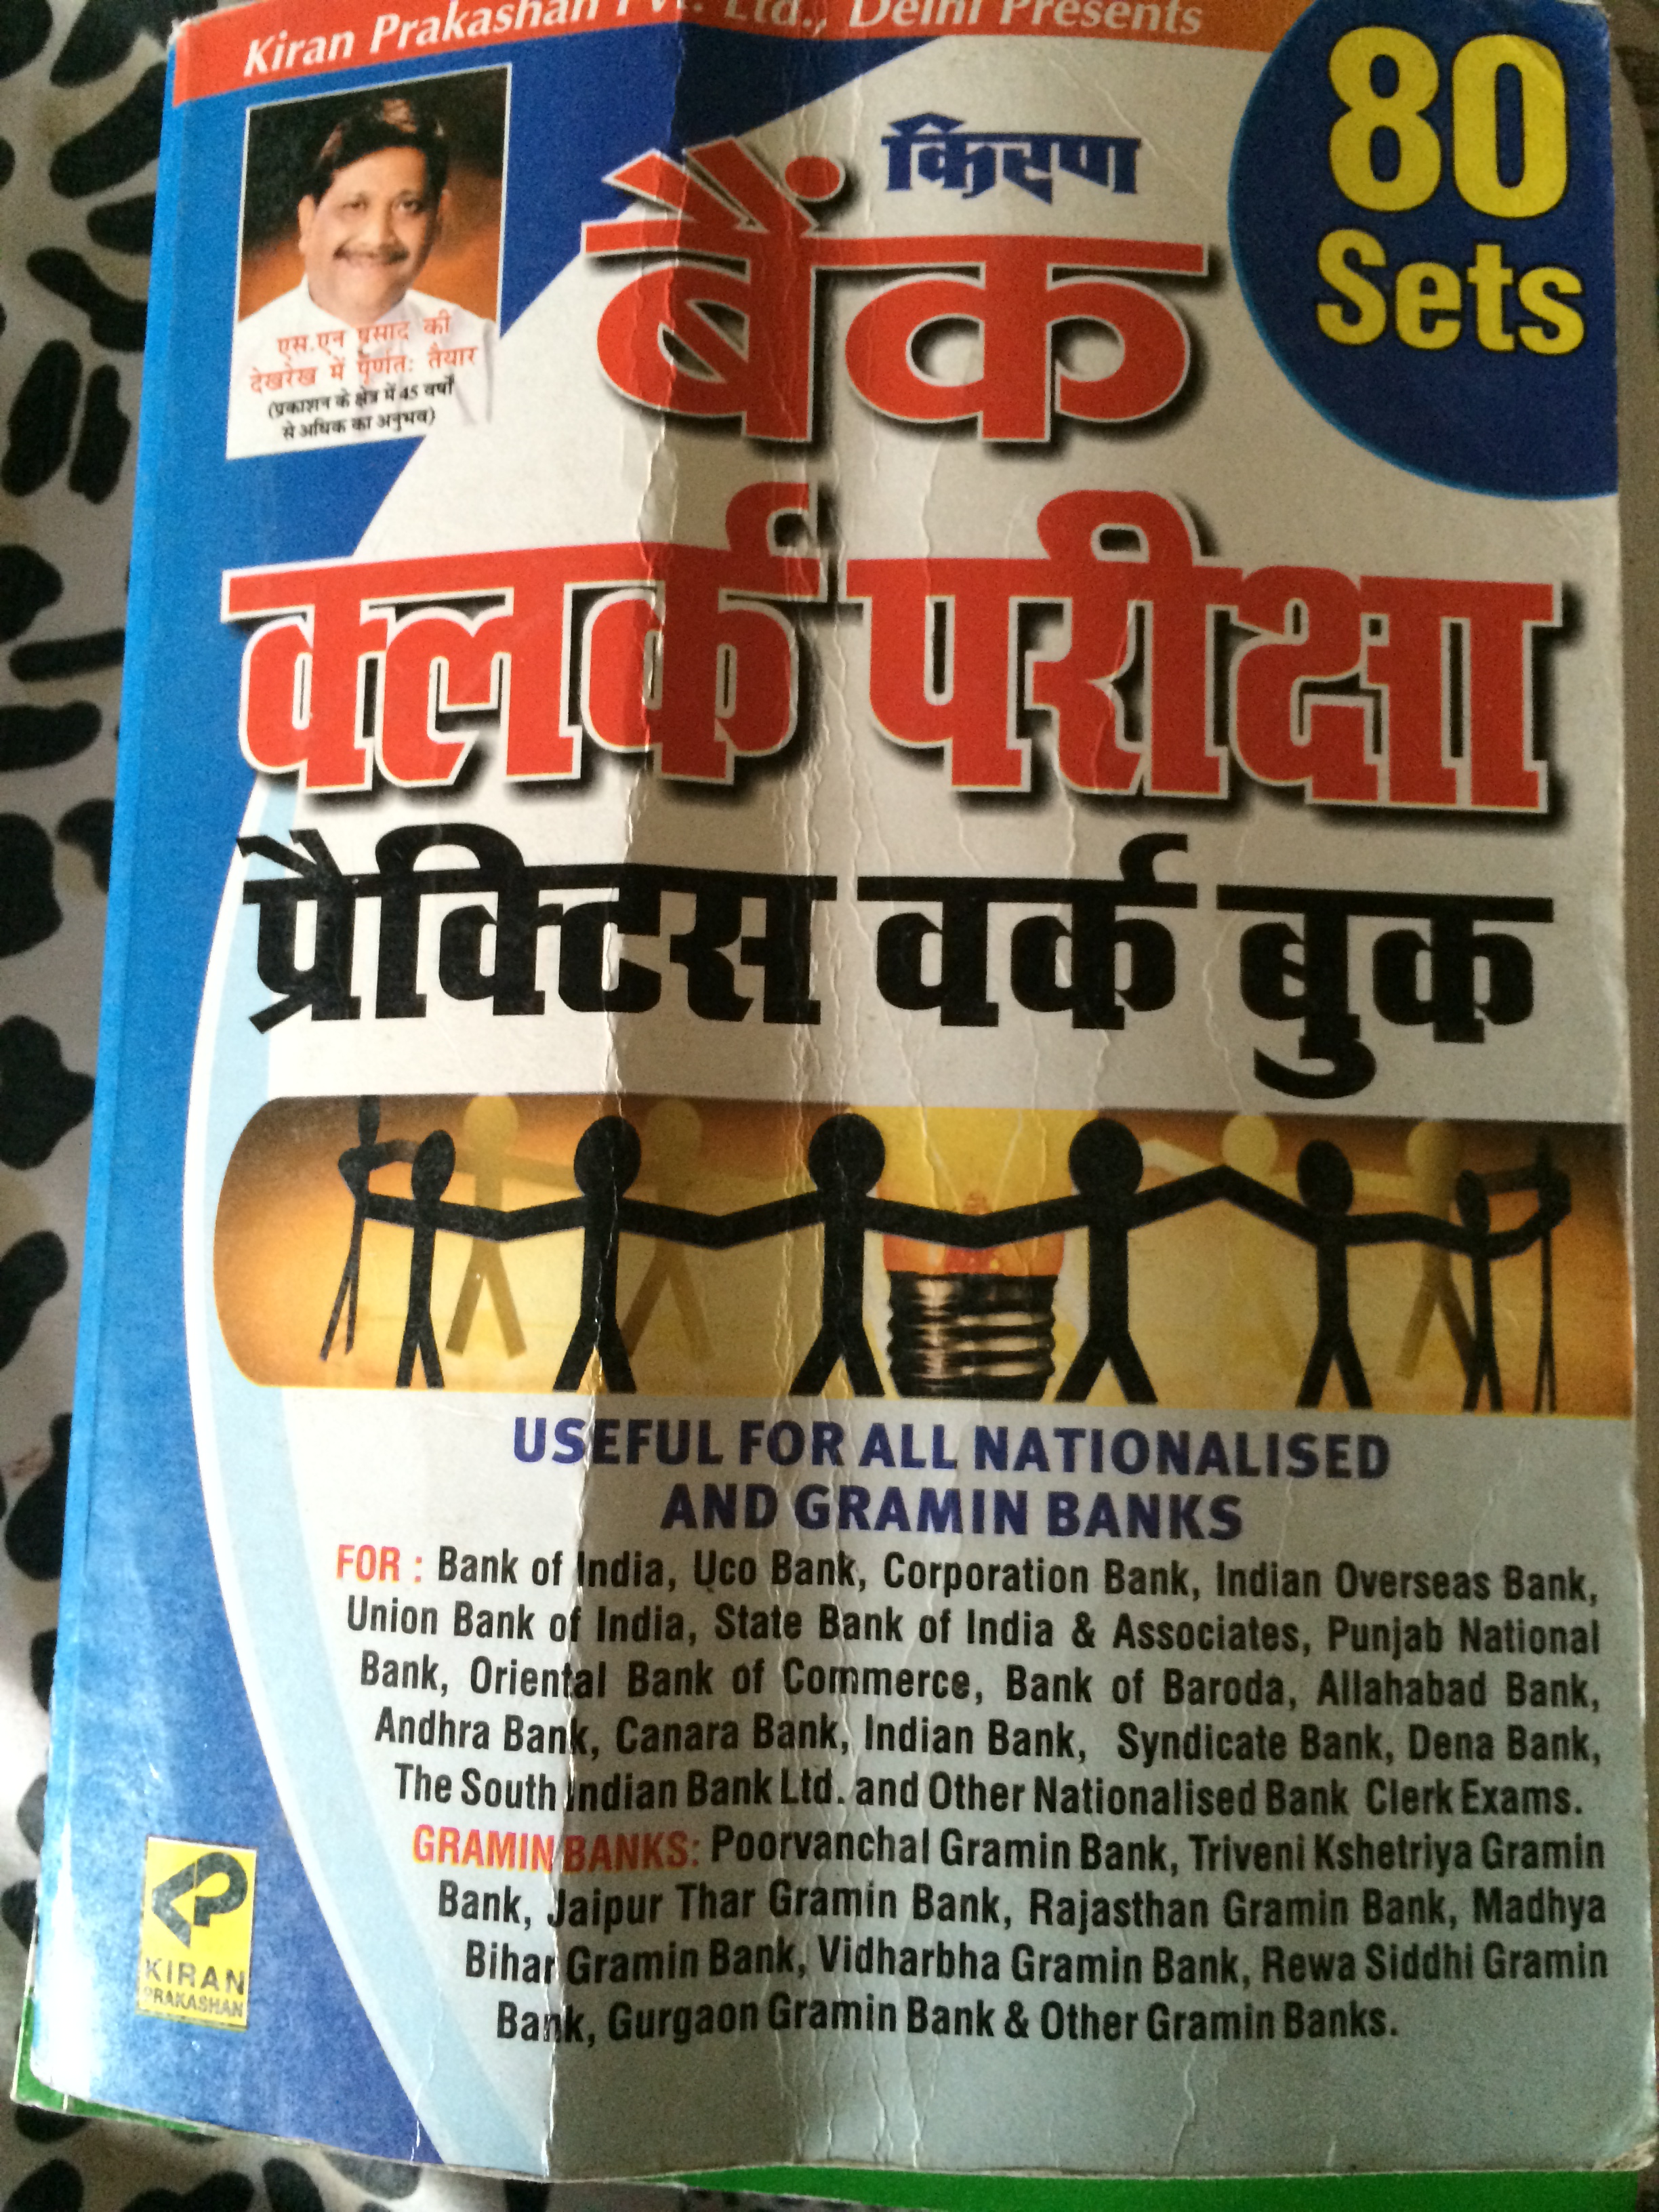 Kiran Prakashan Pvt. Ltd., Delhi Presents
80
Sets
किरण
बैंक
एस.एन प्रसाद की
देखरेख में पूर्णतः तैयार
(प्रकाशन के क्षेत्र में 45 वर्षों
से अधिक का अनुभव)
क्लर्क परीक्षा
प्रैक्टिस वर्क बुक
USEFUL FOR ALL NATIONALISED
AND GRAMIN BANKS
FOR : Bank of India, Uco Bank, Corporation Bank, Indian Overseas Bank,
Union Bank of India, State Bank of India & Associates, Punjab National
Bank, Oriental Bank of Commerce, Bank of Baroda, Allahabad Bank,
Andhra Bank, Canara Bank, Indian Bank, Syndicate Bank, Dena Bank,
The South Indian Bank Ltd. and Other Nationalised Bank Clerk Exams.
GRAMIN BANKS: Poorvanchal Gramin Bank, Triveni Kshetriya Gramin
Bank, Jaipur Thar Gramin Bank, Rajasthan Gramin Bank, Madhya
Bihar Gramin Bank, Vidharbha Gramin Bank, Rewa Siddhi Gramin
Bank, Gurgaon Gramin Bank & Other Gramin Banks.
KP
KIRAN
PRAKASHAN